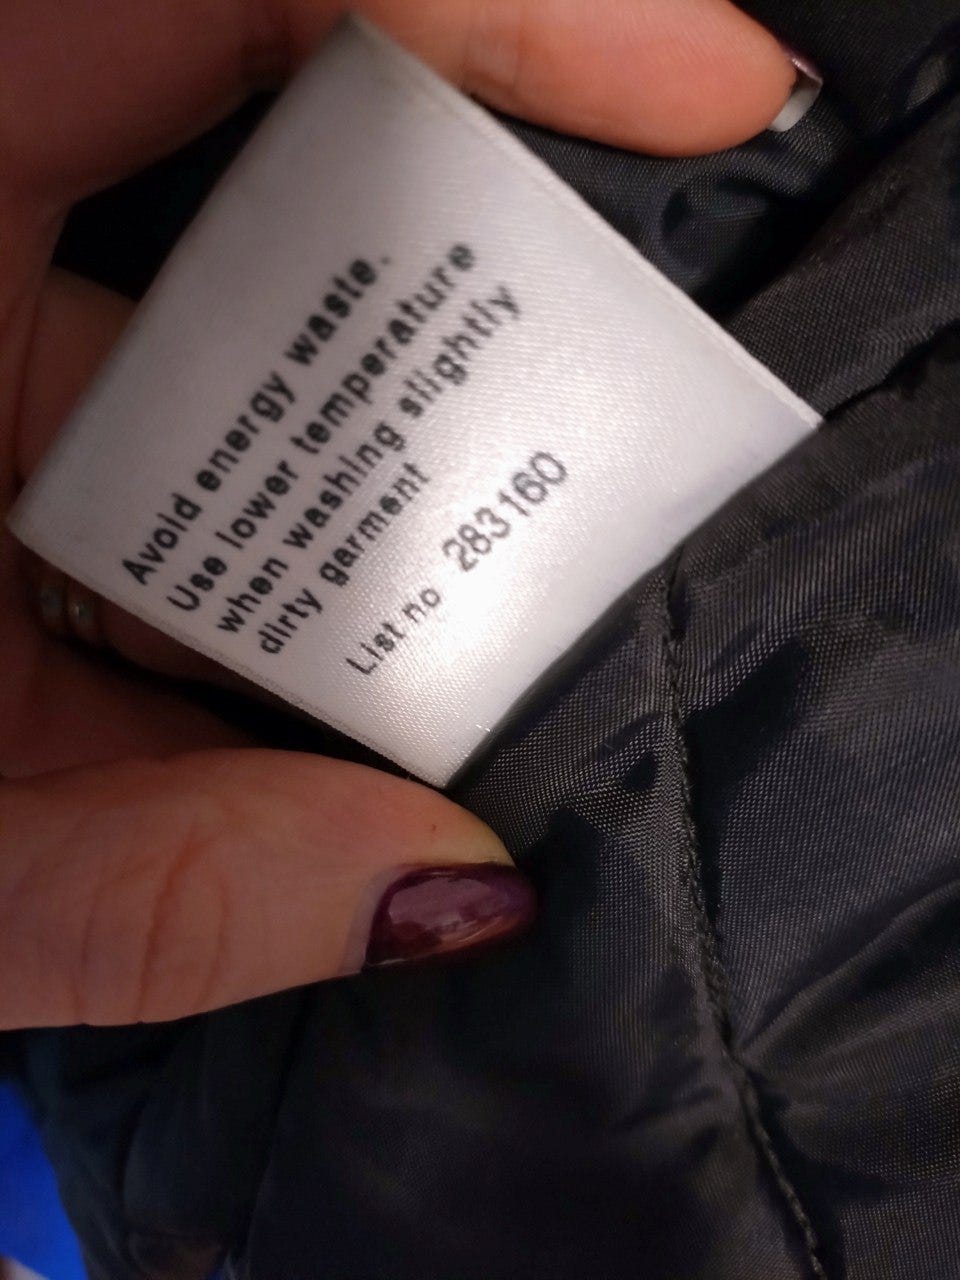 Avoid energy waste.
Use lower temperature
when washing slightly
dirty garment
List no 283160